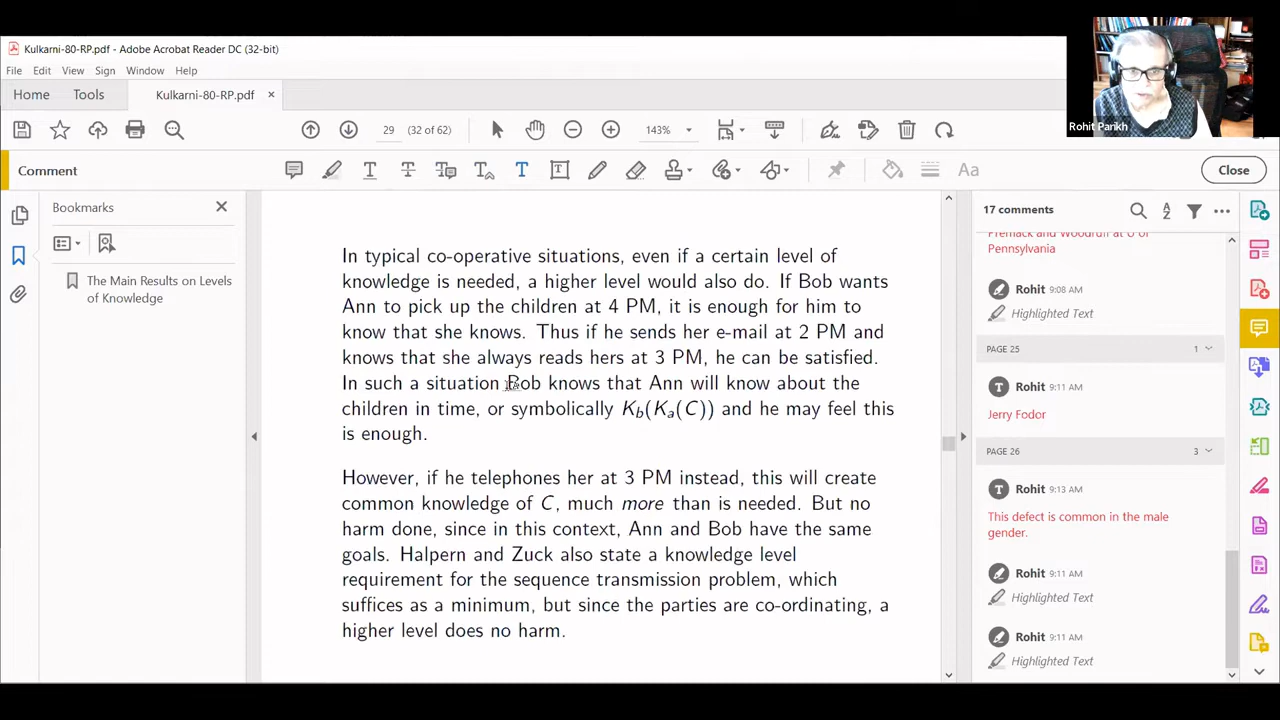 Kulkarni-80-RP.pdf - Adobe Acrobat Reader DC (32-bit)
File Edit View Sign Window Help
Home Tools Kulkarni-80-RP.pdf ×
29 (32 of 62) 143%
Rohit Parikh
Comment
Close
Bookmarks
The Main Results on Levels
of Knowledge
In typical co-operative situations, even if a certain level of
knowledge is needed, a higher level would also do. If Bob wants
Ann to pick up the children at 4 PM, it is enough for him to
know that she knows. Thus if he sends her e-mail at 2 PM and
knows that she always reads hers at 3 PM, he can be satisfied.
In such a situation Bob knows that Ann will know about the
children in time, or symbolically K_b(K_a(C)) and he may feel this
is enough.
However, if he telephones her at 3 PM instead, this will create
common knowledge of C, much more than is needed. But no
harm done, since in this context, Ann and Bob have the same
goals. Halpern and Zuck also state a knowledge level
requirement for the sequence transmission problem, which
suffices as a minimum, but since the parties are co-ordinating, a
higher level does no harm.
17 comments
Premack and Woodruff at U of
Pennsylvania
Rohit 9:08 AM
Highlighted Text
PAGE 25 1
Rohit 9:11 AM
Jerry Fodor
PAGE 26 3
Rohit 9:13 AM
This defect is common in the male
gender.
Rohit 9:11 AM
Highlighted Text
Rohit 9:11 AM
Highlighted Text